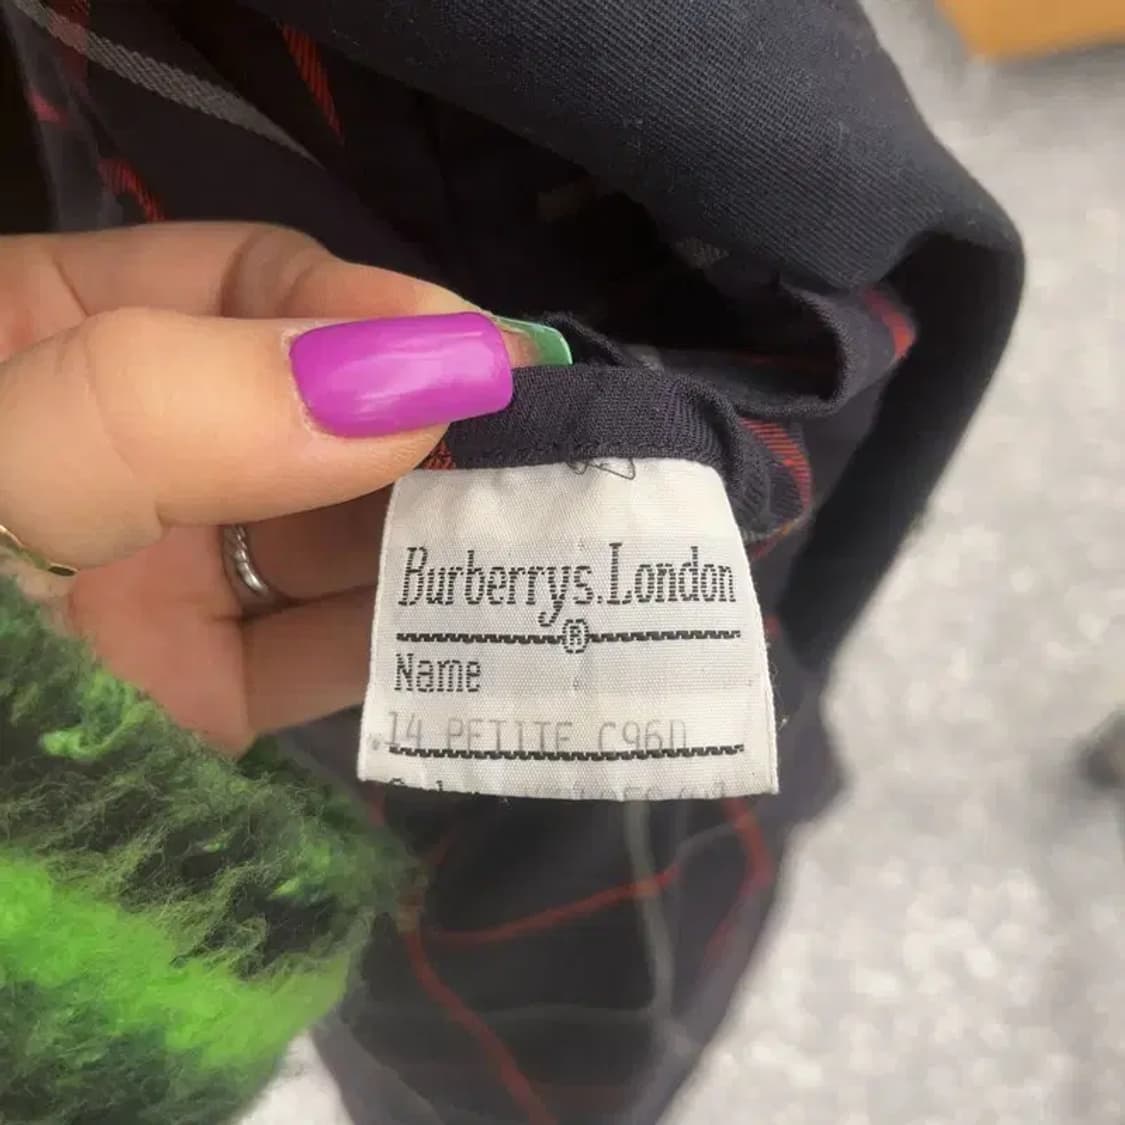 Burberrys.London
®
Name
14 PETITE C96D